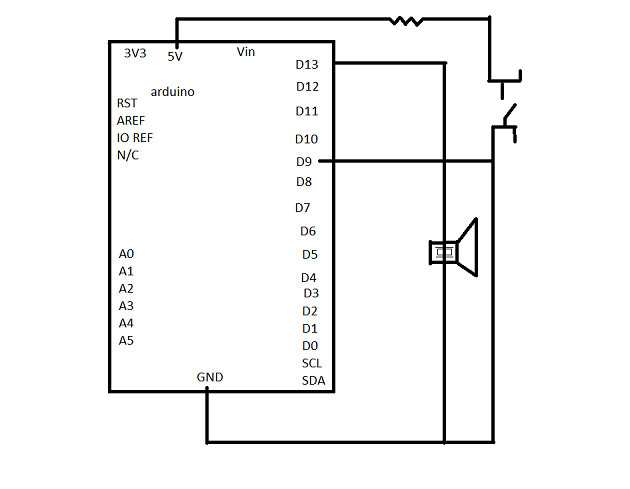 3V3 5V Vin
arduino
RST
AREF
IO REF
N/C
A0
A1
A2
A3
A4
A5
D13
D12
D11
D10
D9
D8
D7
D6
D5
D4
D3
D2
D1
D0
SCL
SDA
GND